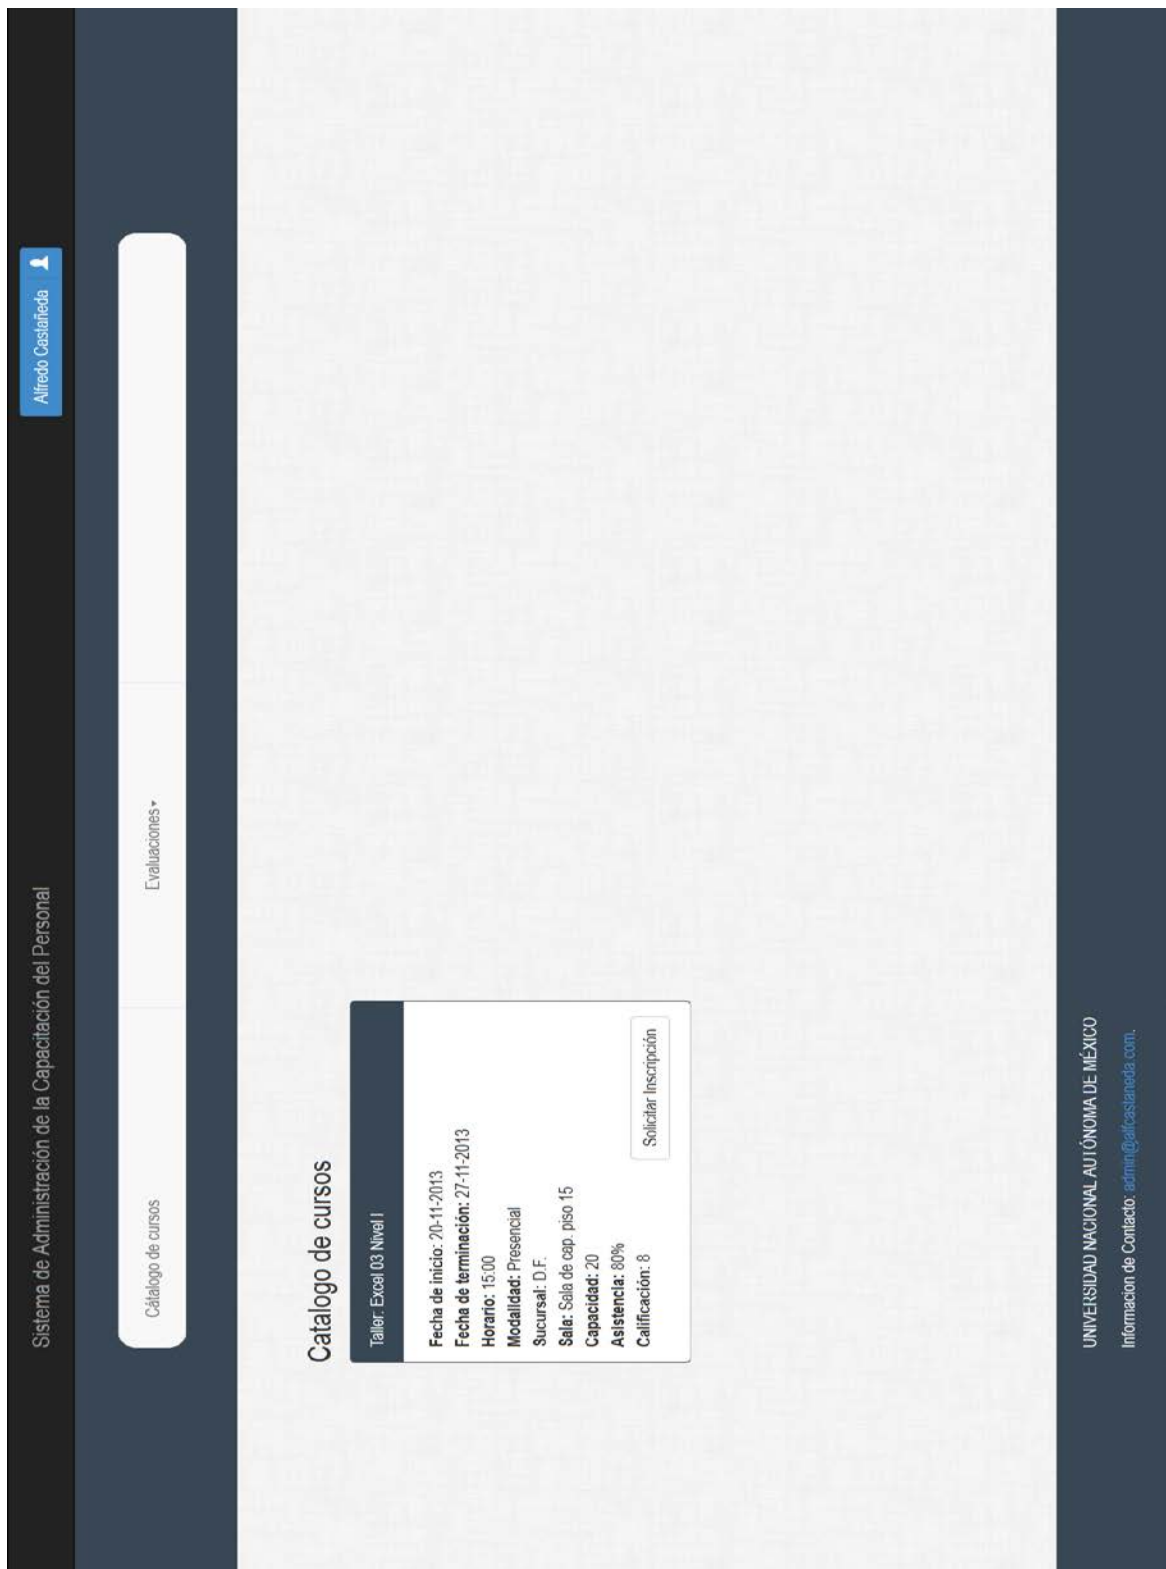 Sistema de Administración de la Capacitación del Personal
Alfredo Castañeda
Cátalogo de cursos
Evaluaciones
Catalogo de cursos
Taller: Excel 03 Nivel I
Fecha de inicio: 20-11-2013
Fecha de terminación: 27-11-2013
Horario: 15:00
Modalidad: Presencial
Sucursal: D.F.
Sala: Sala de cap. piso 15
Capacidad: 20
Asistencia: 80%
Calificación: 8
Solicitar Inscripción
UNIVERSIDAD NACIONAL AUTÓNOMA DE MÉXICO
Informacion de Contacto: admin@alfcastaneda.com.